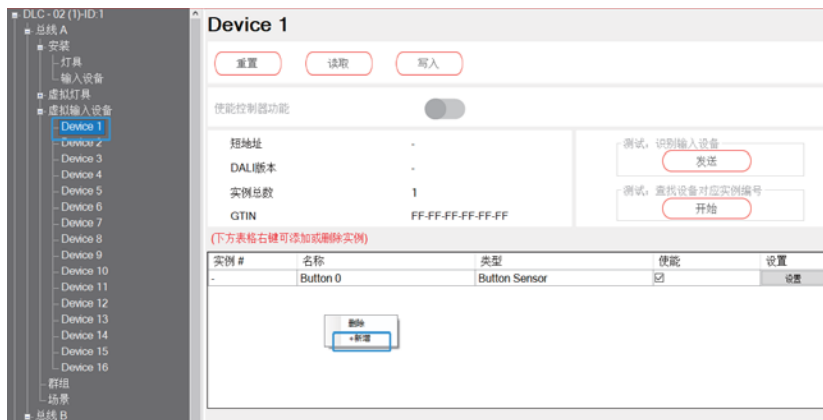 DLC - 02 (1)-ID:1
总线 A
安装
灯具
输入设备
虚拟灯具
虚拟输入设备
Device 1
Device 2
Device 3
Device 4
Device 5
Device 6
Device 7
Device 8
Device 9
Device 10
Device 11
Device 12
Device 13
Device 14
Device 15
Device 16
群组
场景
总线 B
Device 1
重置 读取 写入
使能控制器功能
短地址 -
DALI版本 -
实例总数 1
GTIN FF-FF-FF-FF-FF-FF
测试，识别输入设备
发送
测试，查找设备对应实例编号
开始
(下方表格右键可添加或删除实例)
实例 # 名称 类型 使能 设置
- Button 0 Button Sensor 设置
删除
+新增